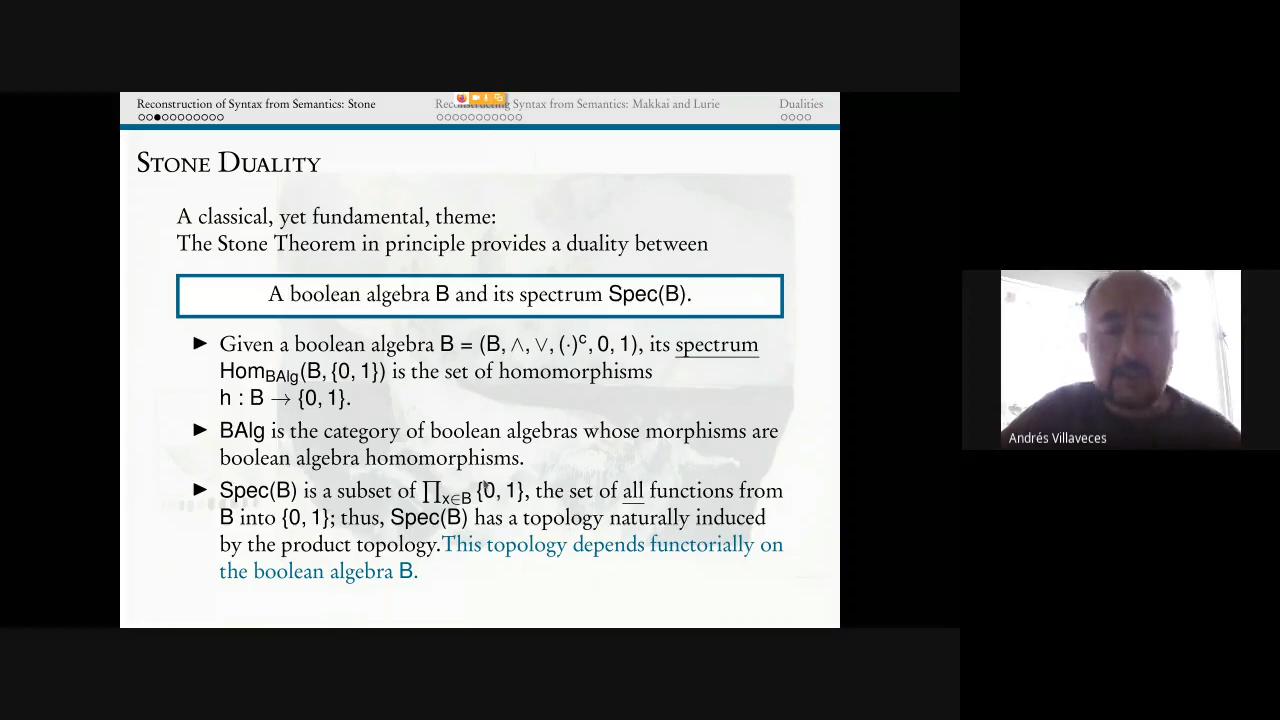 Reconstruction of Syntax from Semantics: Stone
Reconstructing Syntax from Semantics: Makkai and Lurie
Dualities
STONE DUALITY
A classical, yet fundamental, theme:
The Stone Theorem in principle provides a duality between
A boolean algebra B and its spectrum Spec(B).
► Given a boolean algebra B = (B, ∧, ∨, (·)ᶜ, 0, 1), its spectrum
Hom_BAlg(B, {0, 1}) is the set of homomorphisms
h : B → {0, 1}.
► BAlg is the category of boolean algebras whose morphisms are
boolean algebra homomorphisms.
► Spec(B) is a subset of ∏_{x∈B} {0, 1}, the set of all functions from
B into {0, 1}; thus, Spec(B) has a topology naturally induced
by the product topology.This topology depends functorially on
the boolean algebra B.
Andrés Villaveces